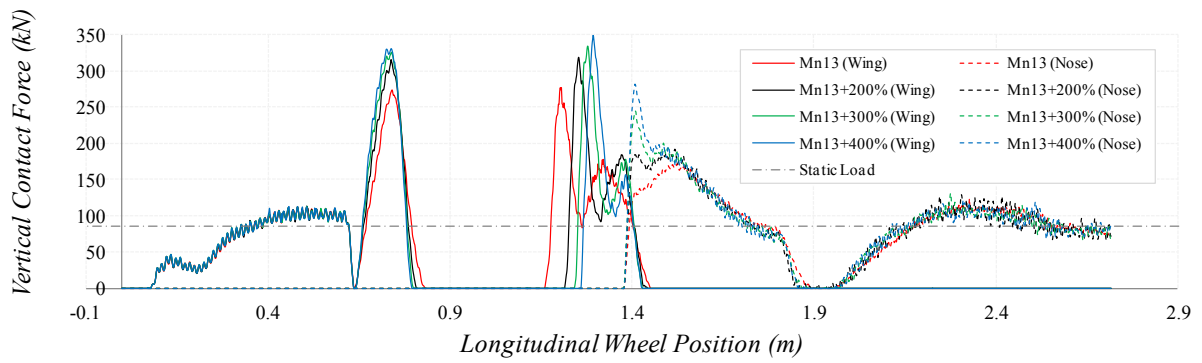 Vertical Contact Force (kN)
350
300
250
200
150
100
50
0
-0.1 0.4 0.9 1.4 1.9 2.4 2.9
Longitudinal Wheel Position (m)
Mn13 (Wing) Mn13 (Nose)
Mn13+200% (Wing) Mn13+200% (Nose)
Mn13+300% (Wing) Mn13+300% (Nose)
Mn13+400% (Wing) Mn13+400% (Nose)
Static Load